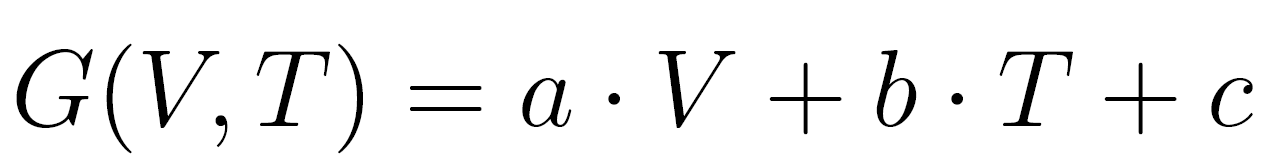 G(V, T) = a · V + b · T + c